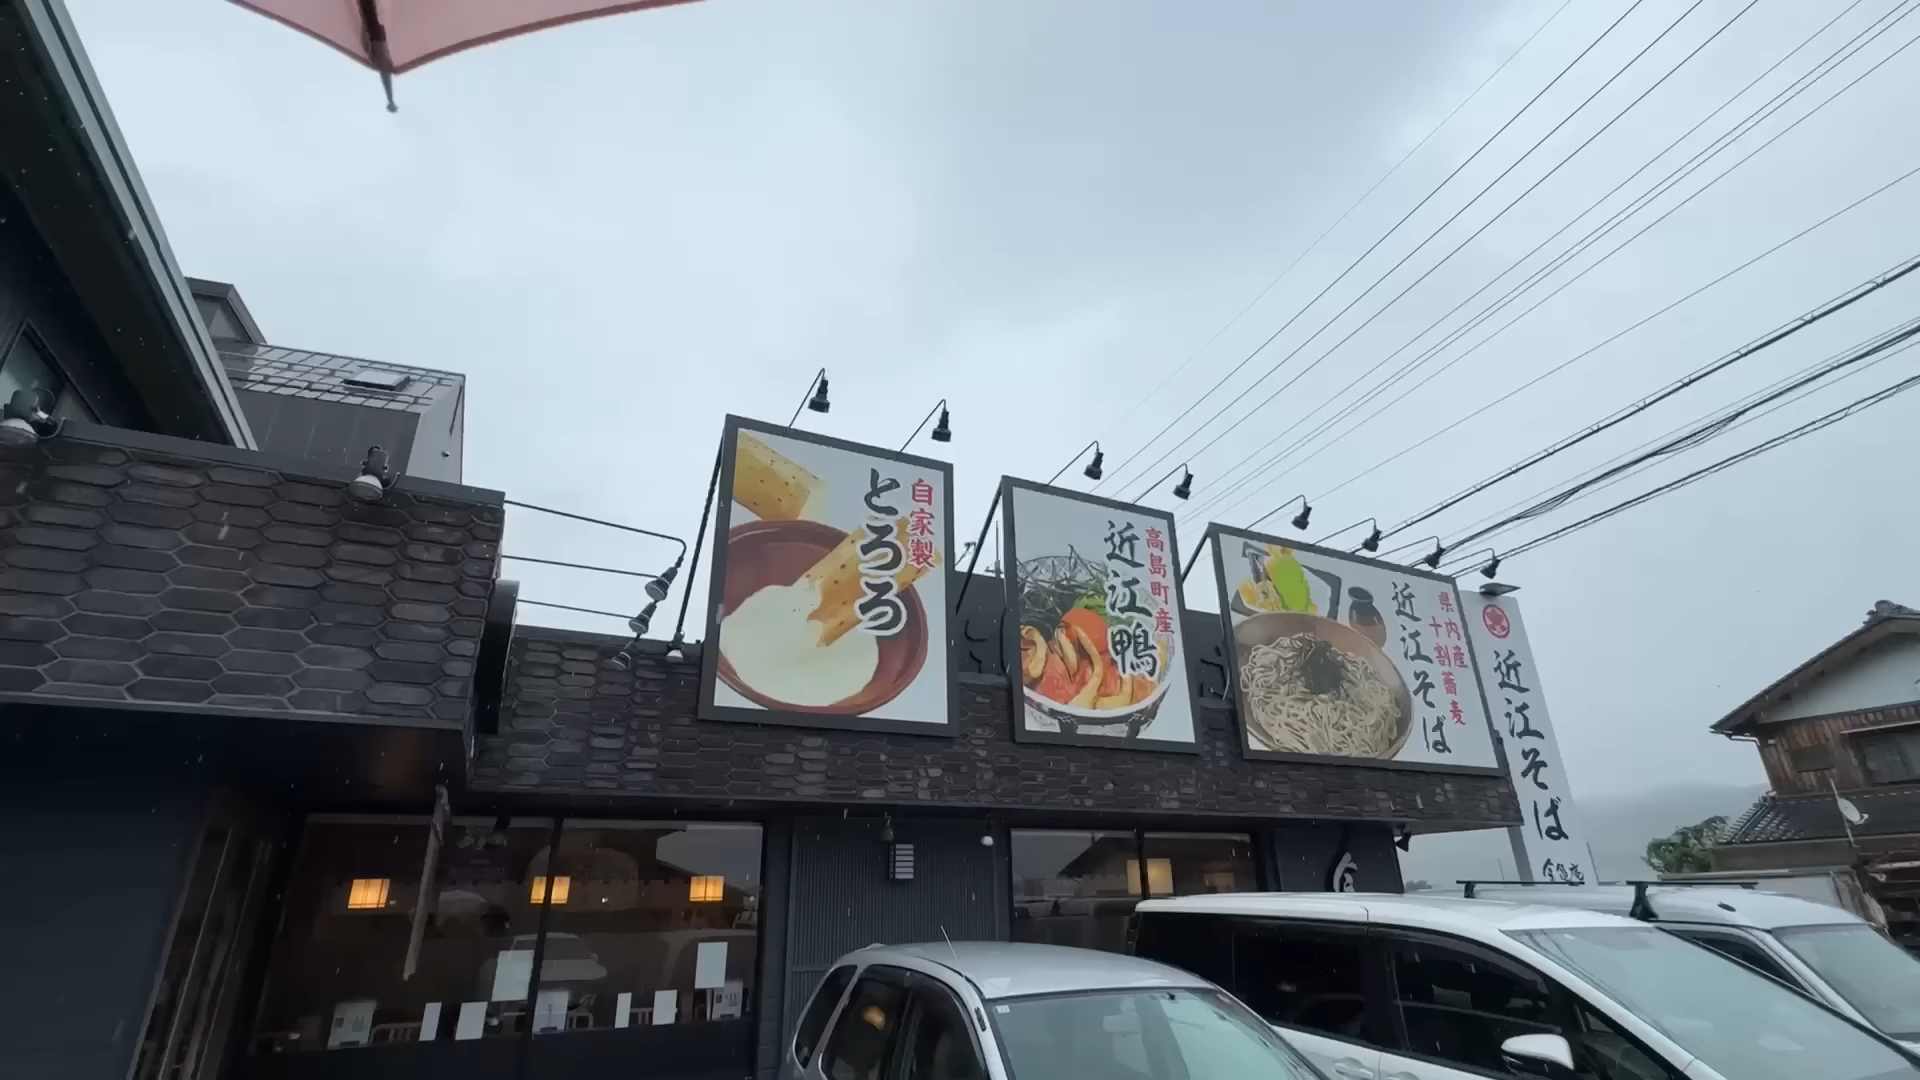 自家製
とろろ
高島町産
近江鴨
県内産
十割蕎麦
近江そば
近江そば